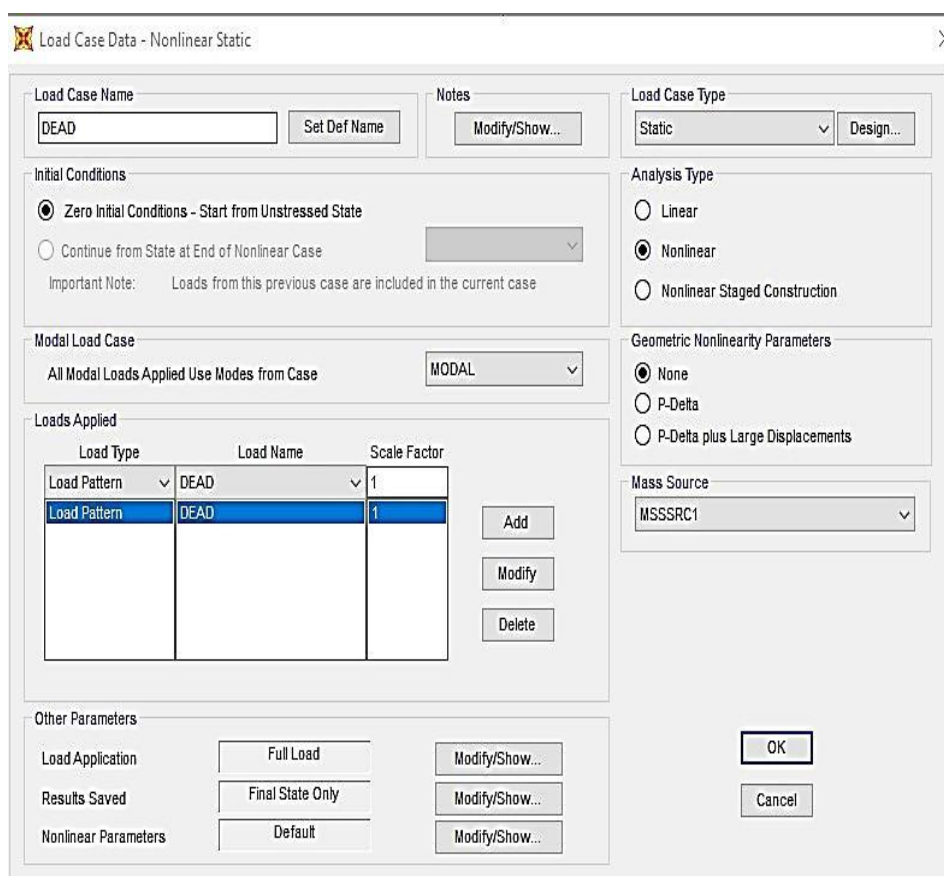 Load Case Data - Nonlinear Static
Load Case Name
DEAD
Set Def Name
Notes
Modify/Show...
Load Case Type
Static
Design...
Initial Conditions
Zero Initial Conditions - Start from Unstressed State
Continue from State at End of Nonlinear Case
Important Note: Loads from this previous case are included in the current case
Analysis Type
Linear
Nonlinear
Nonlinear Staged Construction
Modal Load Case
All Modal Loads Applied Use Modes from Case
MODAL
Geometric Nonlinearity Parameters
None
P-Delta
P-Delta plus Large Displacements
Loads Applied
Load Type Load Name Scale Factor
Load Pattern DEAD 1
Load Pattern DEAD 1
Add
Modify
Delete
Mass Source
MSSSRC1
Other Parameters
Load Application Full Load Modify/Show...
Results Saved Final State Only Modify/Show...
Nonlinear Parameters Default Modify/Show...
OK
Cancel